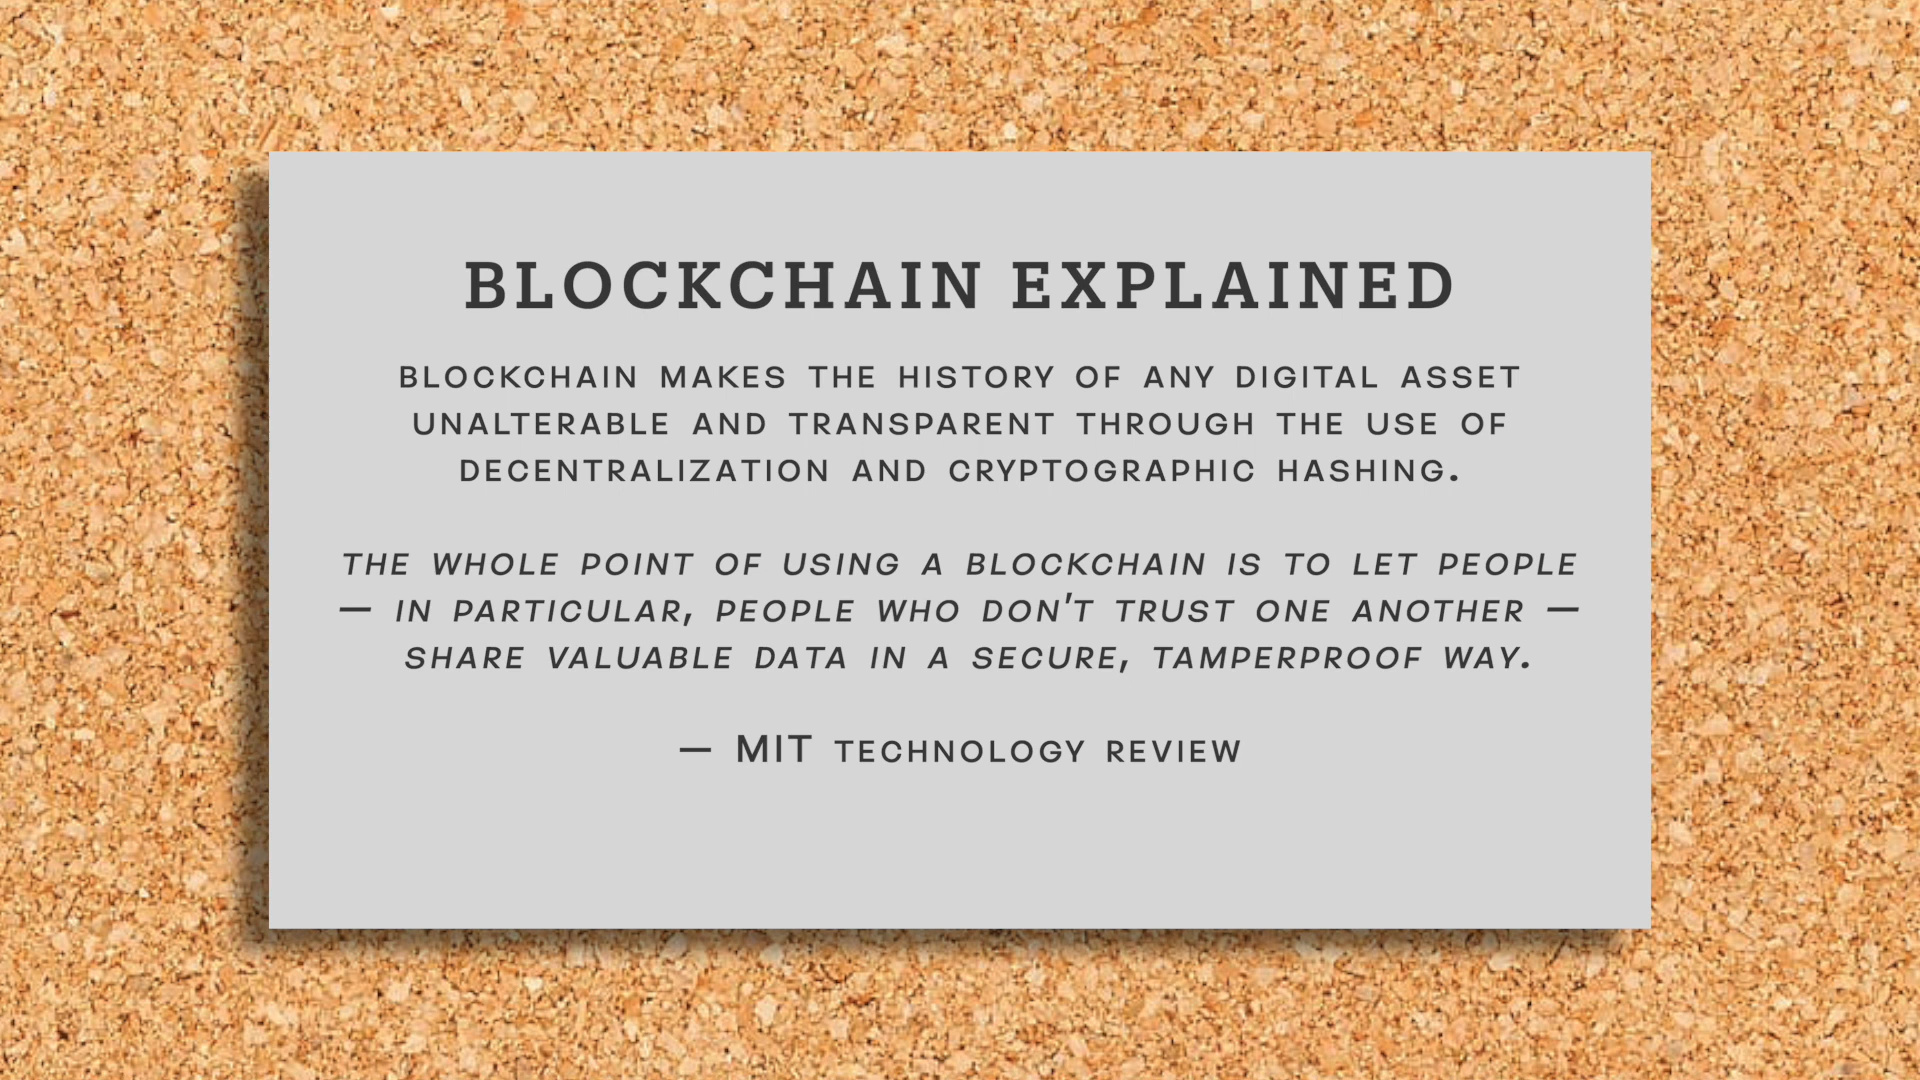 BLOCKCHAIN EXPLAINED
BLOCKCHAIN MAKES THE HISTORY OF ANY DIGITAL ASSET
UNALTERABLE AND TRANSPARENT THROUGH THE USE OF
DECENTRALIZATION AND CRYPTOGRAPHIC HASHING.
THE WHOLE POINT OF USING A BLOCKCHAIN IS TO LET PEOPLE
— IN PARTICULAR, PEOPLE WHO DON'T TRUST ONE ANOTHER —
SHARE VALUABLE DATA IN A SECURE, TAMPERPROOF WAY.
— MIT TECHNOLOGY REVIEW